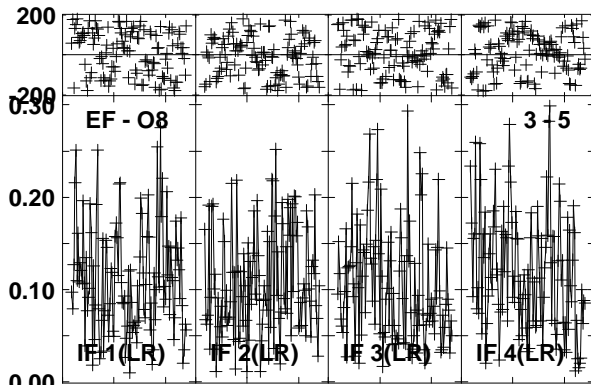 200
-200
0.30
EF - O8
3 - 5
0.20
0.10
IF 1(LR)
IF 2(LR)
IF 3(LR)
IF 4(LR)
0.00